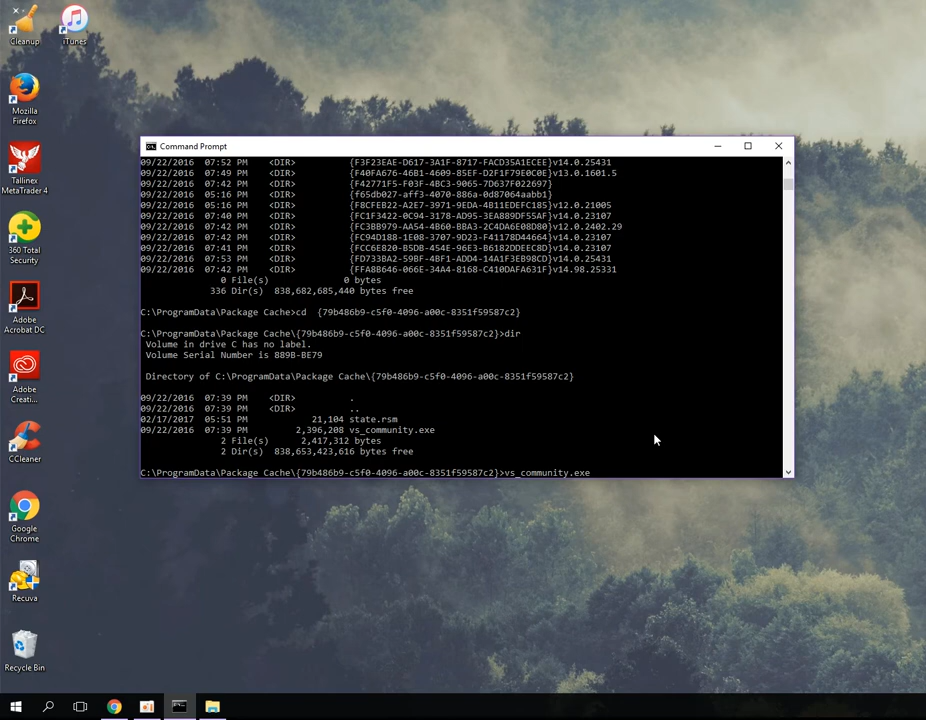 Cleanup
iTunes
Mozilla
Firefox
Tallinex
MetaTrader 4
360 Total
Security
Adobe
Acrobat DC
Adobe
Creati...
CCleaner
Google
Chrome
Recuva
Recycle Bin
Command Prompt
09/22/2016  07:52 PM    <DIR>          {F3F23EAE-D617-3A1F-8717-FACD35A1ECEE}v14.0.25431
09/22/2016  07:49 PM    <DIR>          {F40FA676-46B1-4609-85EF-D2F1F79E0C0E}v13.0.1601.5
09/22/2016  07:42 PM    <DIR>          {F42771F5-F03F-4BC3-9065-7D637F022697}
09/22/2016  05:16 PM    <DIR>          {f65db027-aff3-4070-886a-0d87064aabb1}
09/22/2016  05:16 PM    <DIR>          {F8CFEB22-A2E7-3971-9EDA-4B11EDEFC185}v12.0.21005
09/22/2016  07:40 PM    <DIR>          {FC1F3422-0C94-3178-AD95-3EA889DF55AF}v14.0.23107
09/22/2016  07:42 PM    <DIR>          {FC3BB979-AA54-4B60-BBA3-2C4DA6E08D80}v12.0.2402.29
09/22/2016  07:42 PM    <DIR>          {FC94D188-1E08-3707-9D23-F4117BD44664}v14.0.23107
09/22/2016  07:41 PM    <DIR>          {FCC6EB20-B5DB-454E-96E3-B6182DDEEC8D}v14.0.23107
09/22/2016  07:53 PM    <DIR>          {FD733BA2-59BF-4BF1-ADD4-14A1F3EB98CD}v14.0.25431
09/22/2016  07:42 PM    <DIR>          {FFA8B646-066E-34A4-8168-C410DAFA631F}v14.98.25331
0 File(s)              0 bytes
336 Dir(s)  838,682,685,440 bytes free
C:\ProgramData\Package Cache>cd  {79b486b9-c5f0-4096-a00c-8351f59587c2}
C:\ProgramData\Package Cache\{79b486b9-c5f0-4096-a00c-8351f59587c2}>dir
Volume in drive C has no label.
Volume Serial Number is 889B-BE79
Directory of C:\ProgramData\Package Cache\{79b486b9-c5f0-4096-a00c-8351f59587c2}
09/22/2016  07:39 PM    <DIR>          .
09/22/2016  07:39 PM    <DIR>          ..
02/17/2017  05:51 PM            21,104 state.rsm
09/22/2016  07:39 PM         2,396,208 vs_community.exe
2 File(s)      2,417,312 bytes
2 Dir(s)  838,653,423,616 bytes free
C:\ProgramData\Package Cache\{79b486b9-c5f0-4096-a00c-8351f59587c2}>vs_community.exe